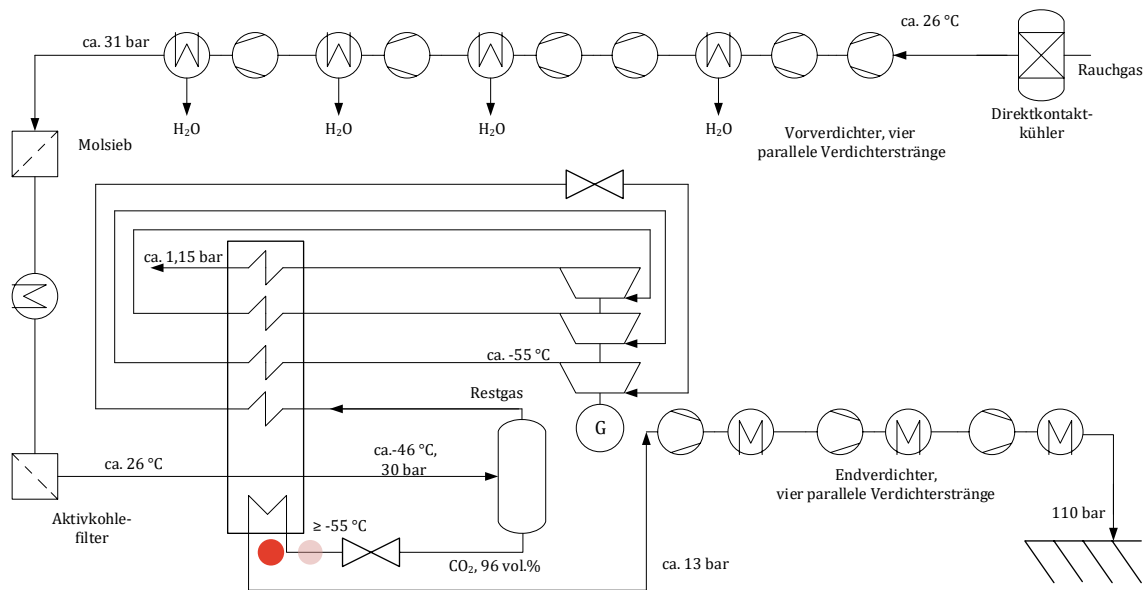 ca. 31 bar
ca. 26 °C
Rauchgas
H₂O
H₂O
H₂O
H₂O
Direktkontakt-
kühler
Vorverdichter, vier
parallele Verdichterstränge
Molsieb
ca. 1,15 bar
ca. -55 °C
Restgas
G
ca. 26 °C
ca.-46 °C,
30 bar
Endverdichter,
vier parallele Verdichterstränge
Aktivkohle-
filter
≥ -55 °C
110 bar
CO₂, 96 vol.%
ca. 13 bar